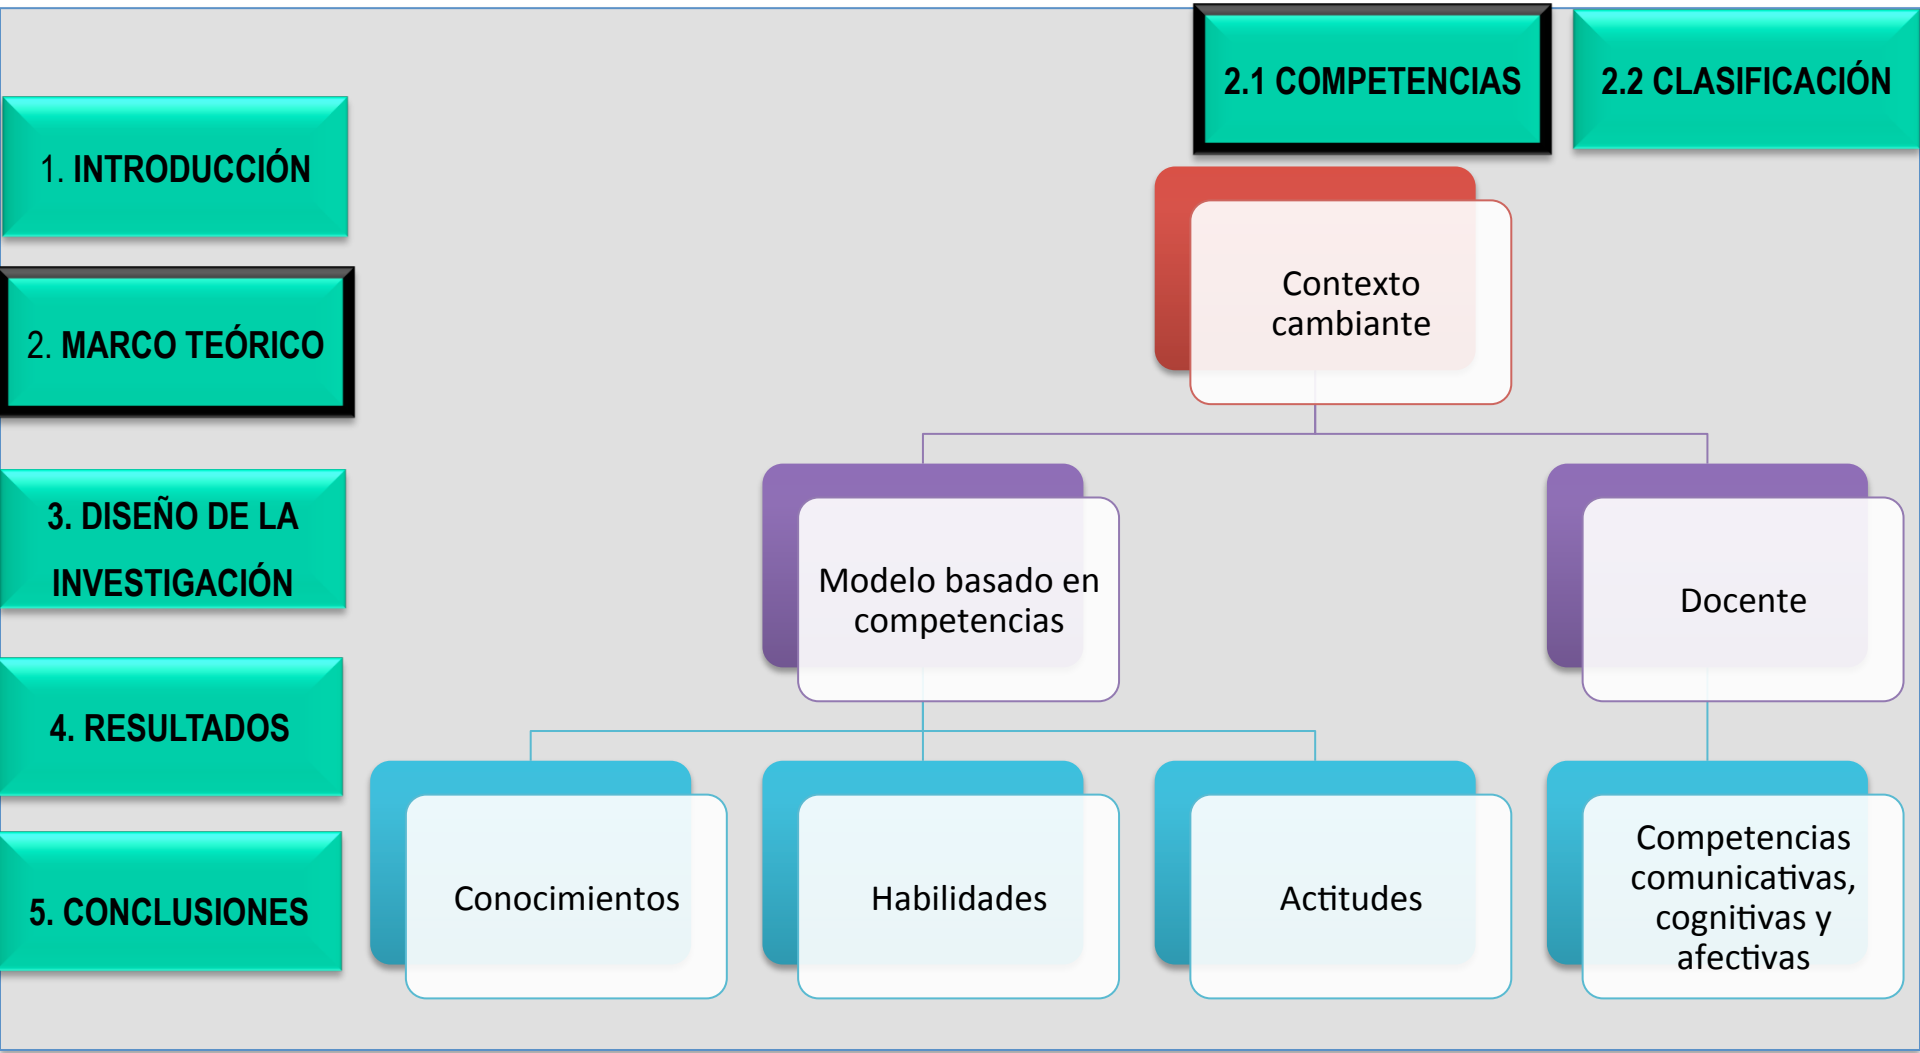 2.1 COMPETENCIAS
2.2 CLASIFICACIÓN
1. INTRODUCCIÓN
2. MARCO TEÓRICO
3. DISEÑO DE LA
INVESTIGACIÓN
4. RESULTADOS
5. CONCLUSIONES
Contexto
cambiante
Modelo basado en
competencias
Docente
Conocimientos
Habilidades
Actitudes
Competencias
comunicativas,
cognitivas y
afectivas